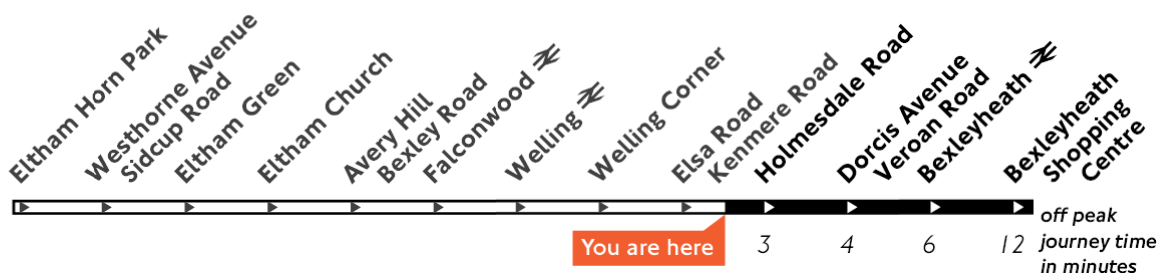 Eltham Horn Park
Westhorne Avenue
Sidcup Road
Eltham Green
Eltham Church
Avery Hill
Bexley Road
Falconwood
Welling
Welling Corner
Elsa Road
Kenmere Road
Holmesdale Road
Dorcis Avenue
Veroan Road
Bexleyheath
Bexleyheath
Shopping
Centre
You are here
3 4 6 12
off peak
journey time
in minutes